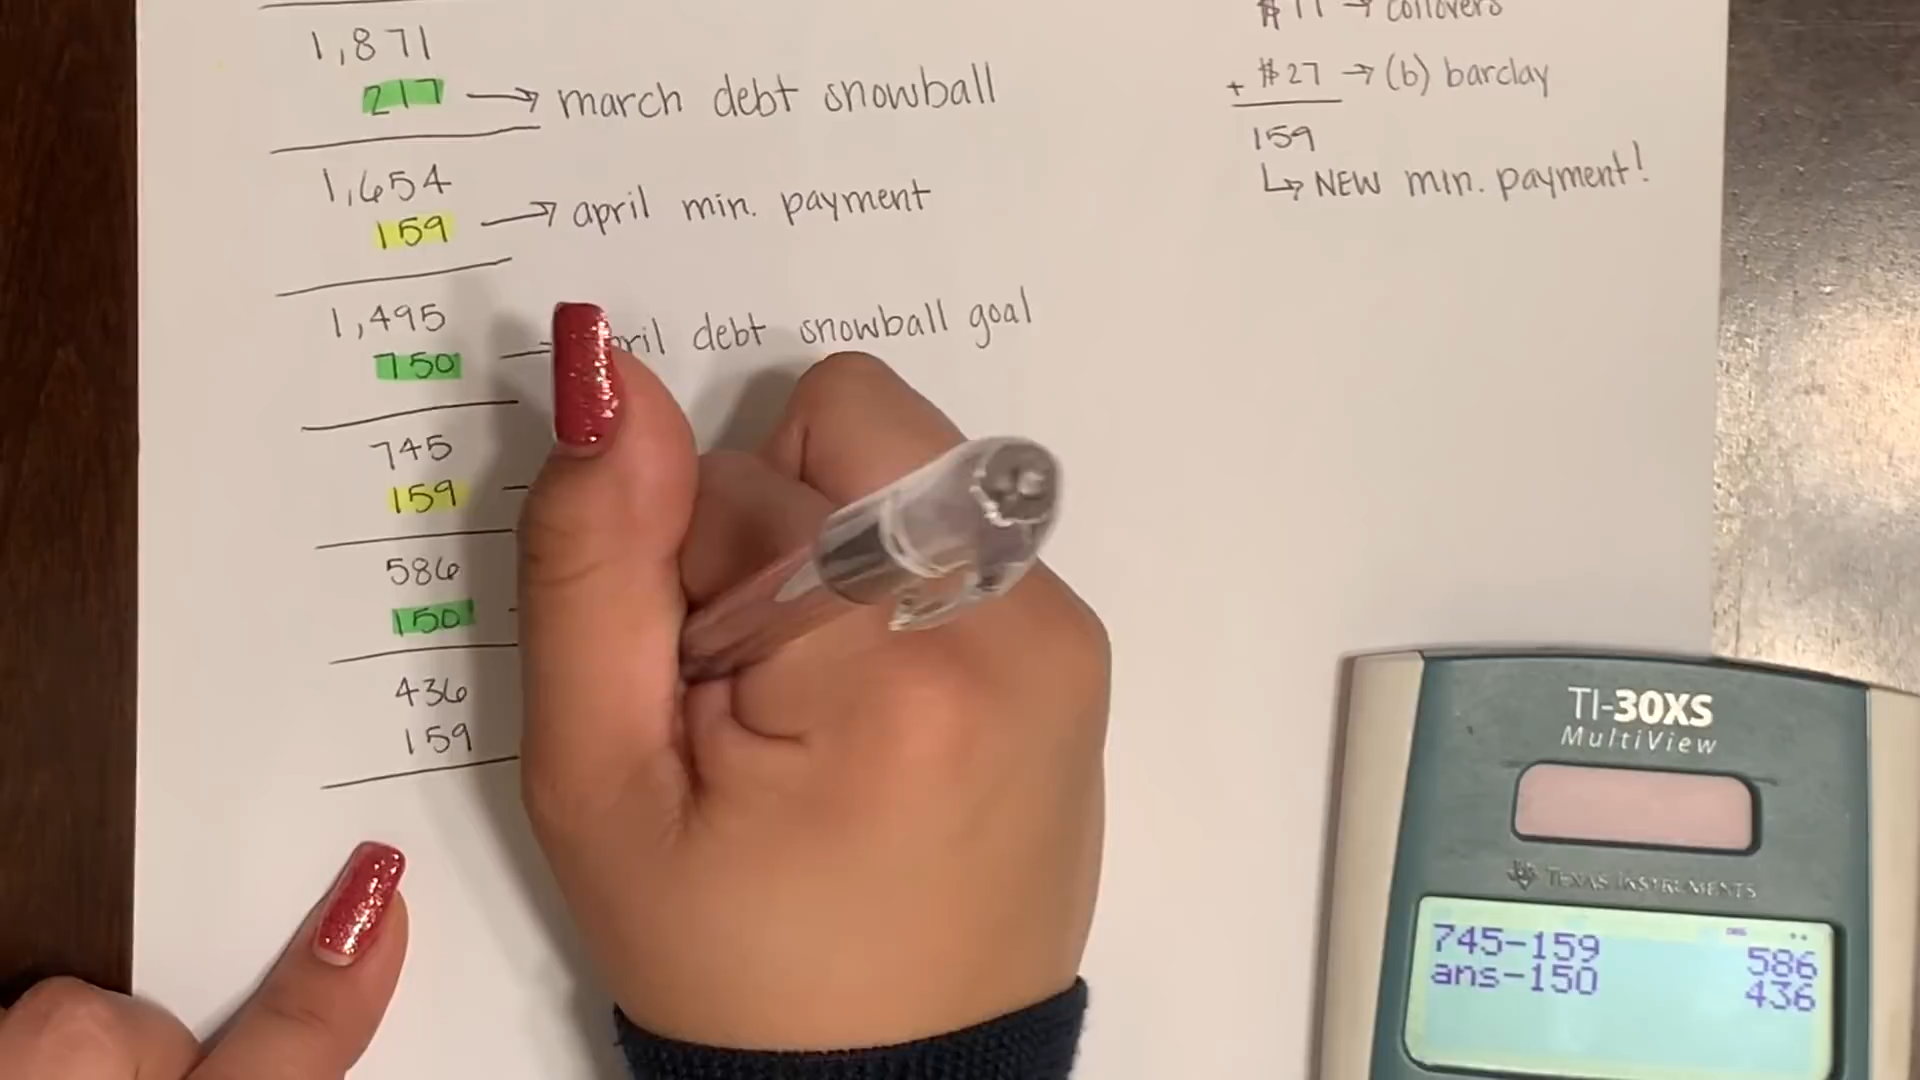 1,871
217 → march debt snowball
1,654
159 → april min. payment
1,495
750 debt snowball goal
745
159
586
150
436
159
$11 → coilovers
+ $27 → (b) barclay
159
↳ NEW min. payment!
TI-30XS
MultiView
TEXAS INSTRUMENTS
745-159 586
ans-150 436